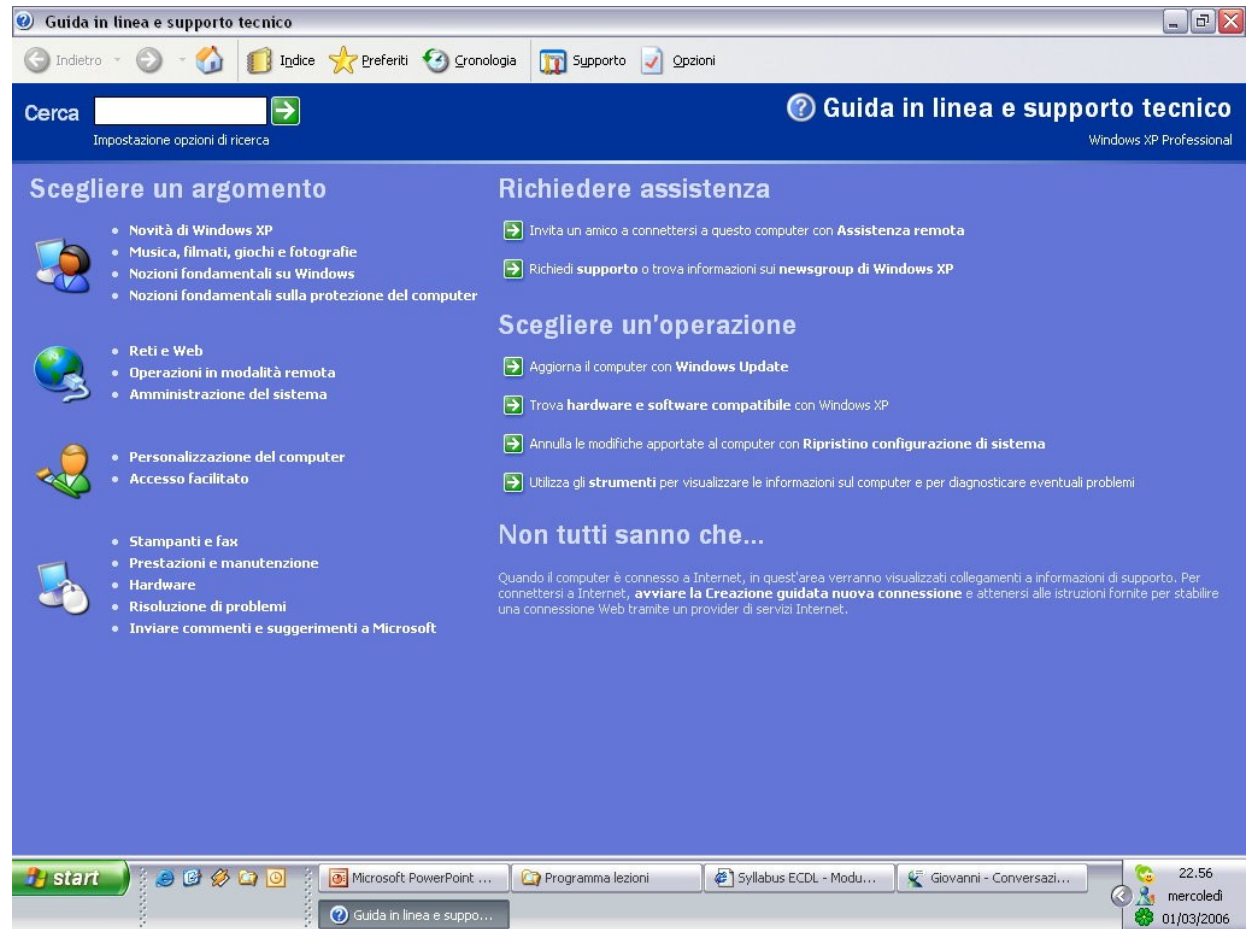 Guida in linea e supporto tecnico
Indietro
Indice
Preferiti
Cronologia
Supporto
Opzioni
Cerca
Impostazione opzioni di ricerca
Guida in linea e supporto tecnico
Windows XP Professional
Scegliere un argomento
Novità di Windows XP
Musica, filmati, giochi e fotografie
Nozioni fondamentali su Windows
Nozioni fondamentali sulla protezione del computer
Reti e Web
Operazioni in modalità remota
Amministrazione del sistema
Personalizzazione del computer
Accesso facilitato
Stampanti e fax
Prestazioni e manutenzione
Hardware
Risoluzione di problemi
Inviare commenti e suggerimenti a Microsoft
Richiedere assistenza
Invita un amico a connettersi a questo computer con Assistenza remota
Richiedi supporto o trova informazioni sui newsgroup di Windows XP
Scegliere un'operazione
Aggiorna il computer con Windows Update
Trova hardware e software compatibile con Windows XP
Annulla le modifiche apportate al computer con Ripristino configurazione di sistema
Utilizza gli strumenti per visualizzare le informazioni sul computer e per diagnosticare eventuali problemi
Non tutti sanno che...
Quando il computer è connesso a Internet, in quest'area verranno visualizzati collegamenti a informazioni di supporto. Per
connettersi a Internet, avviare la Creazione guidata nuova connessione e attenersi alle istruzioni fornite per stabilire
una connessione Web tramite un provider di servizi Internet.
start
Microsoft PowerPoint ...
Programma lezioni
Syllabus ECDL - Modu...
Giovanni - Conversazi...
Guida in linea e suppo...
22.56
mercoledì
01/03/2006